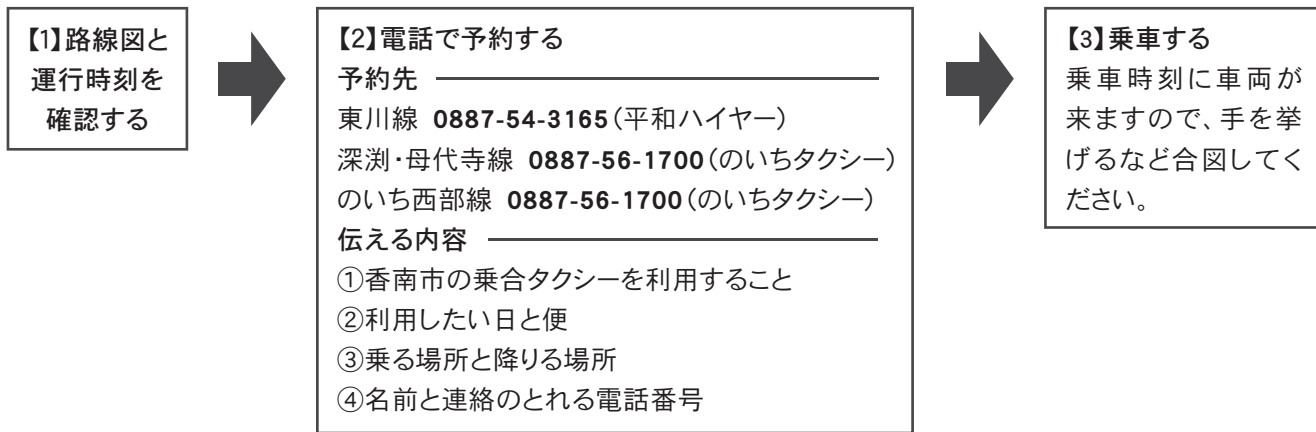 【1】路線図と
運行時刻を
確認する
【2】電話で予約する
予約先
東川線 0887-54-3165（平和ハイヤー）
深渕・母代寺線 0887-56-1700（のいちタクシー）
のいち西部線 0887-56-1700（のいちタクシー）
伝える内容
①香南市の乗合タクシーを利用すること
②利用したい日と便
③乗る場所と降りる場所
④名前と連絡のとれる電話番号
【3】乗車する
乗車時刻に車両が
来ますので、手を挙
げるなど合図してく
ださい。